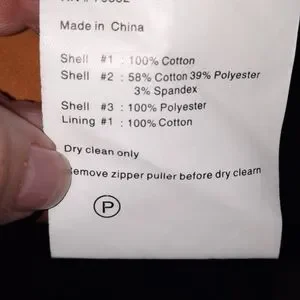 Made in China
Shell #1 : 100% Cotton
Shell #2 : 58% Cotton 39% Polyester
3% Spandex
Shell #3 : 100% Polyester
Lining #1 : 100% Cotton
Dry clean only
emove zipper puller before dry clearn
P